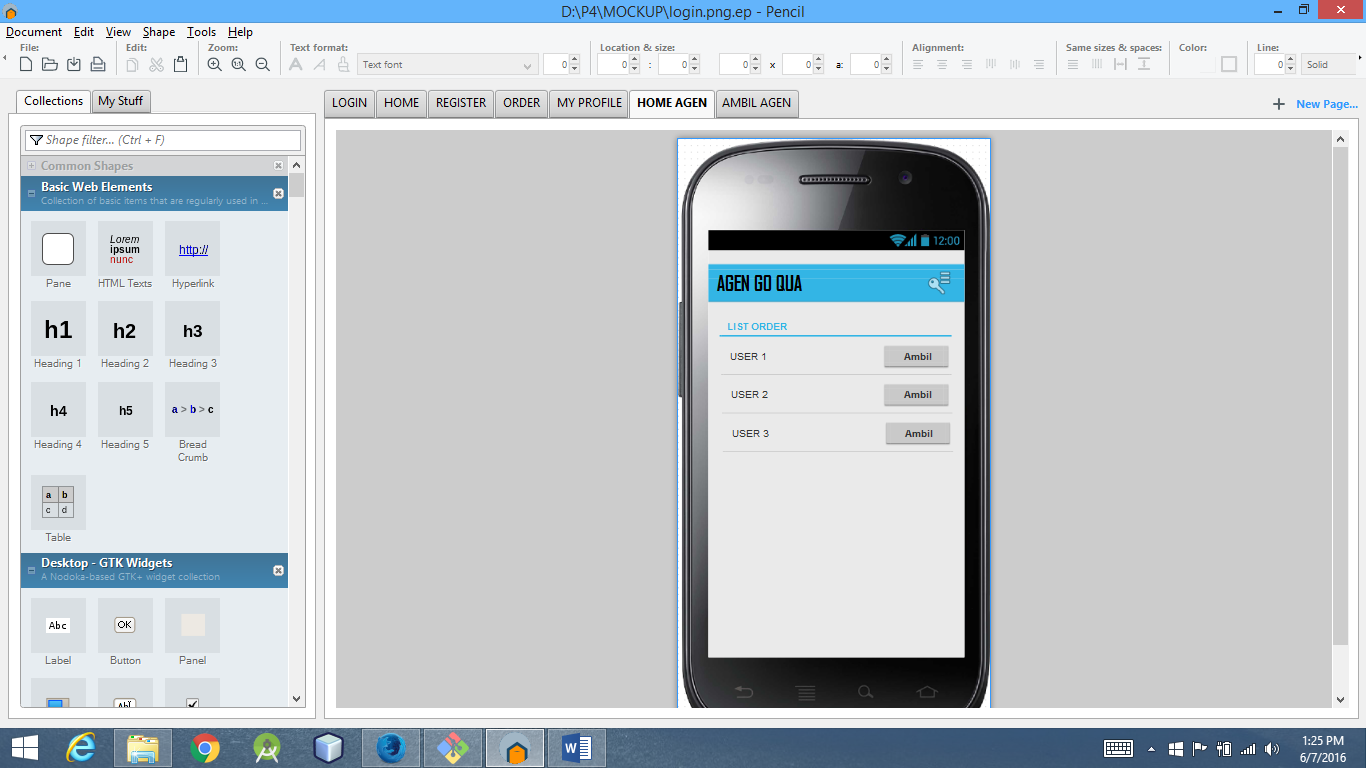 D:\P4\MOCKUP\login.png.ep - Pencil
Document Edit View Shape Tools Help
File: Edit: Zoom: Text format: Location & size: Alignment: Same sizes & spaces: Color: Line:
1:1 A A Text font 0 0 : 0 0 x 0 a: 0 0 Solid
Collections My Stuff
LOGIN HOME REGISTER ORDER MY PROFILE HOME AGEN AMBIL AGEN
New Page...
Shape filter... (Ctrl + F)
Common Shapes
Basic Web Elements
Collection of basic items that are regularly used in ...
Lorem
ipsum
nunc
http://
Pane HTML Texts Hyperlink
h1 h2 h3
Heading 1 Heading 2 Heading 3
h4 h5 a > b > c
Heading 4 Heading 5 Bread
Crumb
a b
c d
Table
Desktop - GTK Widgets
A Nodoka-based GTK+ widget collection
Abc OK
Label Button Panel
AbI
12:00
AGEN GO QUA
LIST ORDER
USER 1 Ambil
USER 2 Ambil
USER 3 Ambil
1:25 PM
6/7/2016